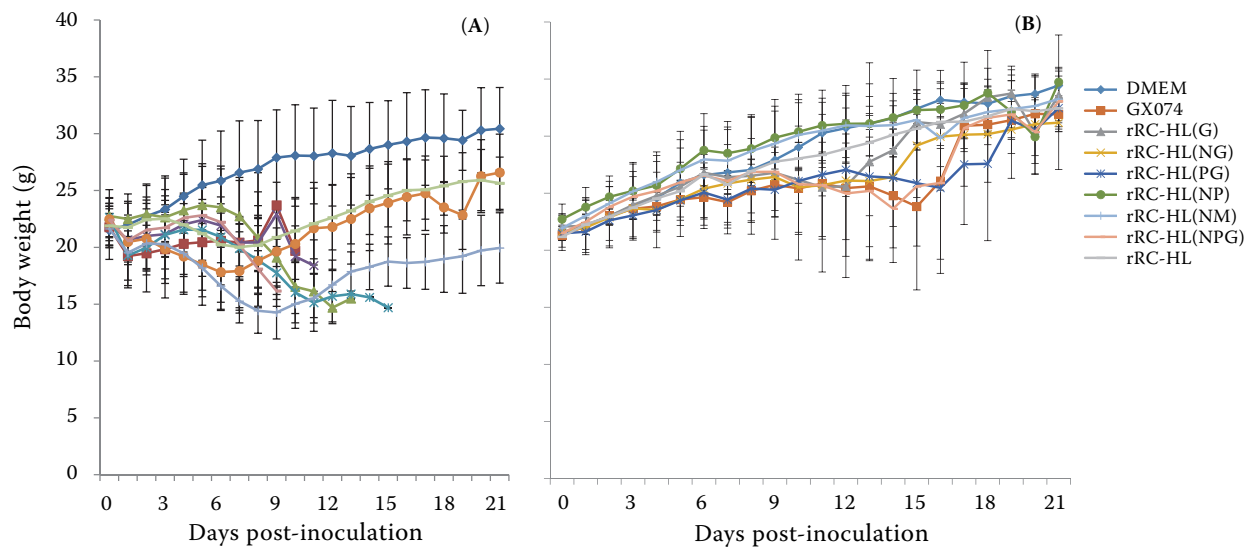 (A)
(B)
Body weight (g)
40
35
30
25
20
15
10
5
0
0 3 6 9 12 15 18 21
Days post-inoculation
0 3 6 9 12 15 18 21
Days post-inoculation
DMEM
GX074
rRC-HL(G)
rRC-HL(NG)
rRC-HL(PG)
rRC-HL(NP)
rRC-HL(NM)
rRC-HL(NPG)
rRC-HL